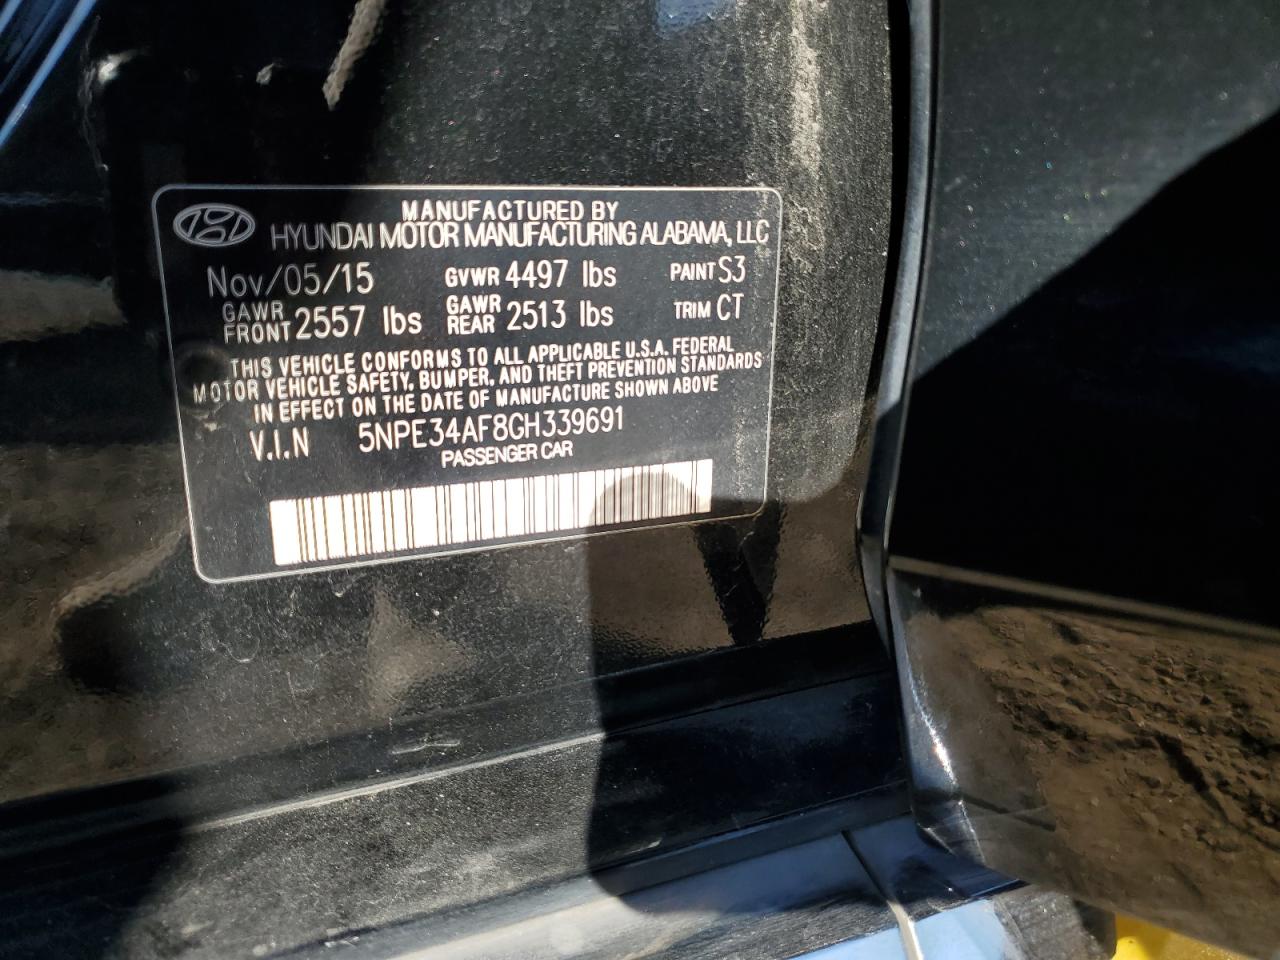 MANUFACTURED BY
HYUNDAI MOTOR MANUFACTURING ALABAMA, LLC
Nov/05/15 GVWR 4497 lbs PAINT S3
GAWR FRONT 2557 lbs GAWR REAR 2513 lbs TRIM CT
THIS VEHICLE CONFORMS TO ALL APPLICABLE U.S.A. FEDERAL
MOTOR VEHICLE SAFETY, BUMPER, AND THEFT PREVENTION STANDARDS
IN EFFECT ON THE DATE OF MANUFACTURE SHOWN ABOVE
V.I.N 5NPE34AF8GH339691
PASSENGER CAR